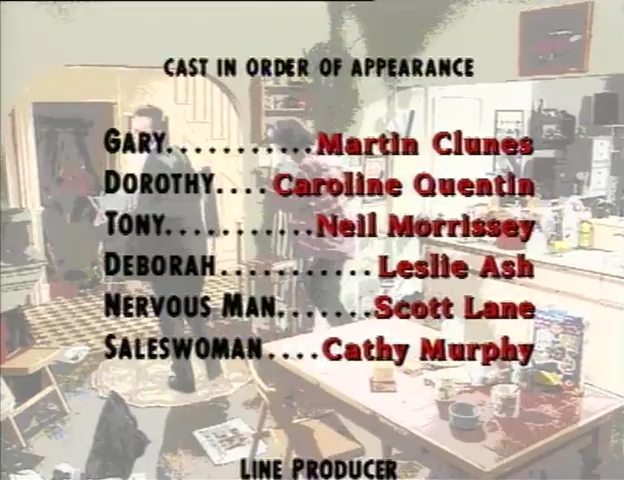 CAST IN ORDER OF APPEARANCE
GARY...........Martin Clunes
DOROTHY....Caroline Quentin
TONY...........Neil Morrissey
DEBORAH...........Leslie Ash
NERVOUS MAN.......Scott Lane
SALESWOMAN....Cathy Murphy
LINE PRODUCER